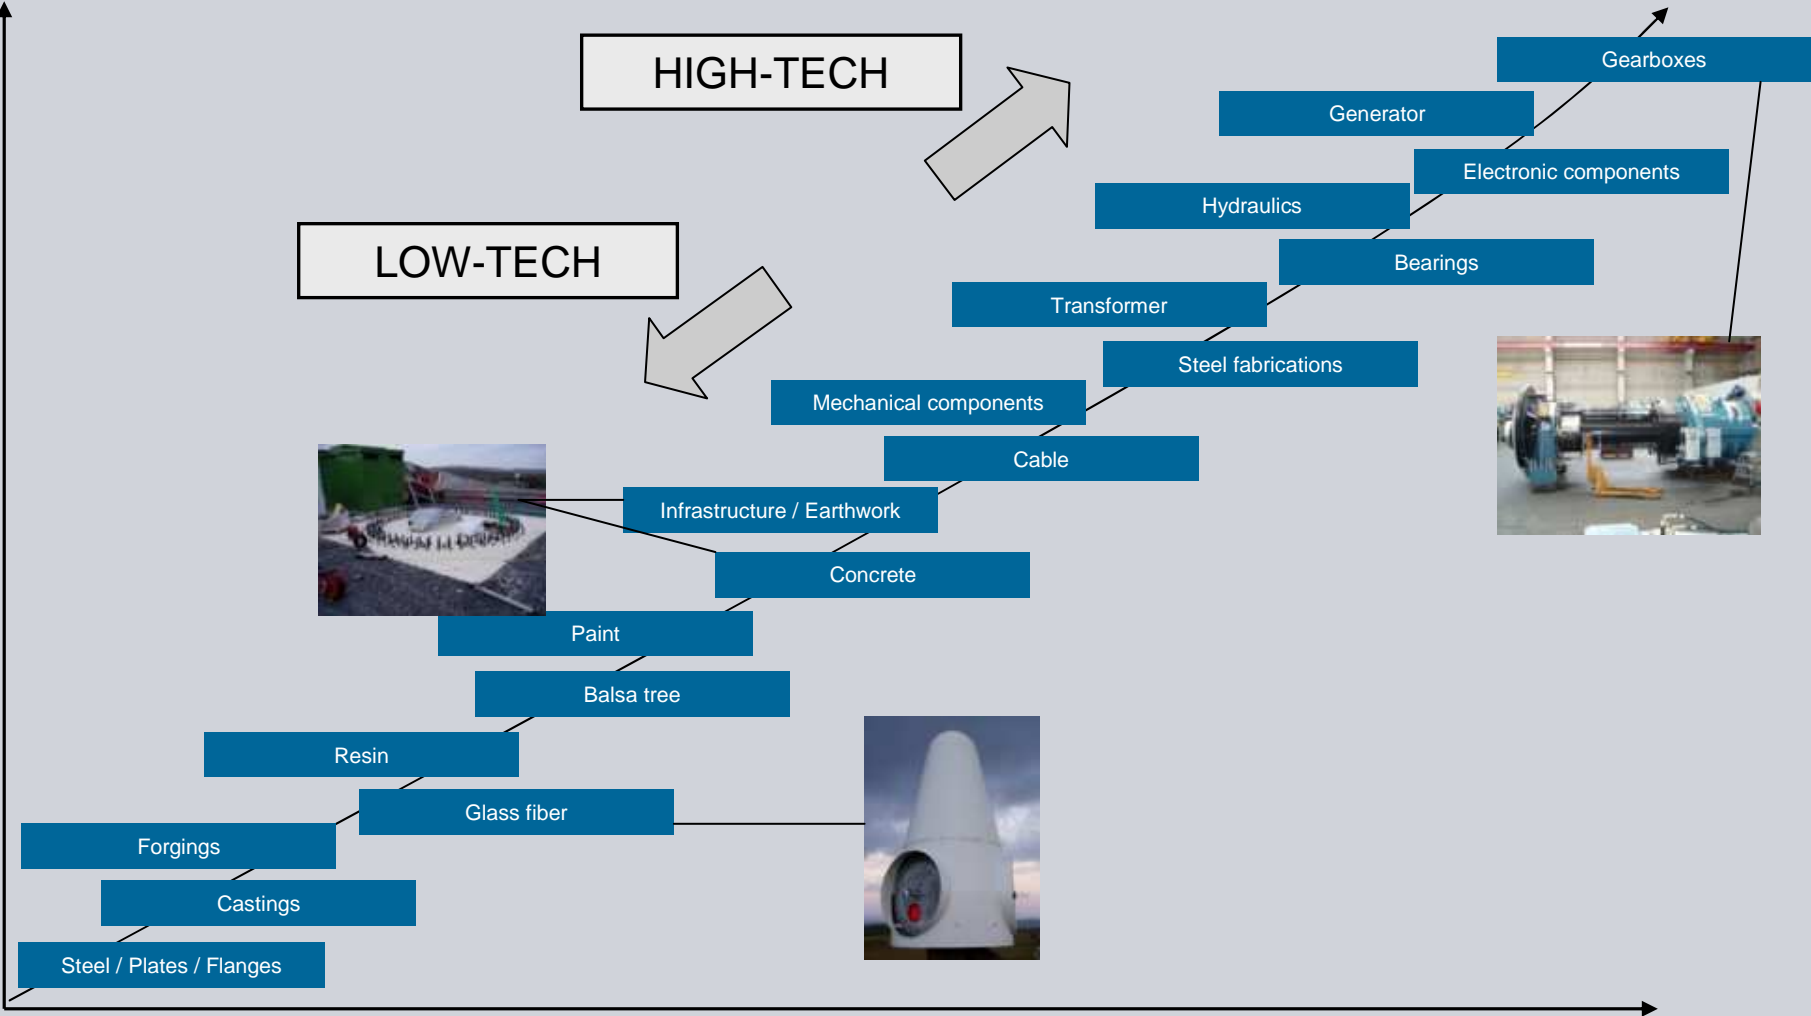 HIGH-TECH
Gearboxes
Generator
Electronic components
Hydraulics
LOW-TECH
Bearings
Transformer
Steel fabrications
Mechanical components
Cable
Infrastructure / Earthwork
Concrete
Paint
Balsa tree
Resin
Glass fiber
Forgings
Castings
Steel / Plates / Flanges